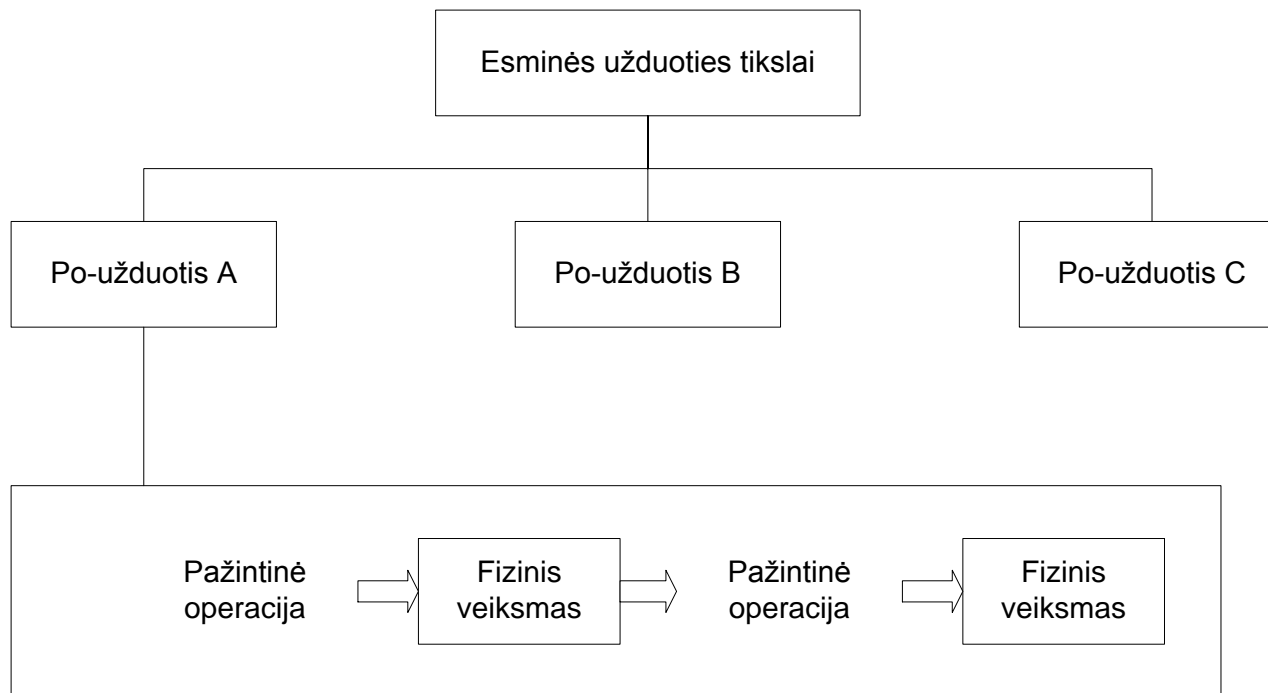 Esminės užduoties tikslai
Po-užduotis A
Po-užduotis B
Po-užduotis C
Pažintinė
operacija
Fizinis
veiksmas
Pažintinė
operacija
Fizinis
veiksmas